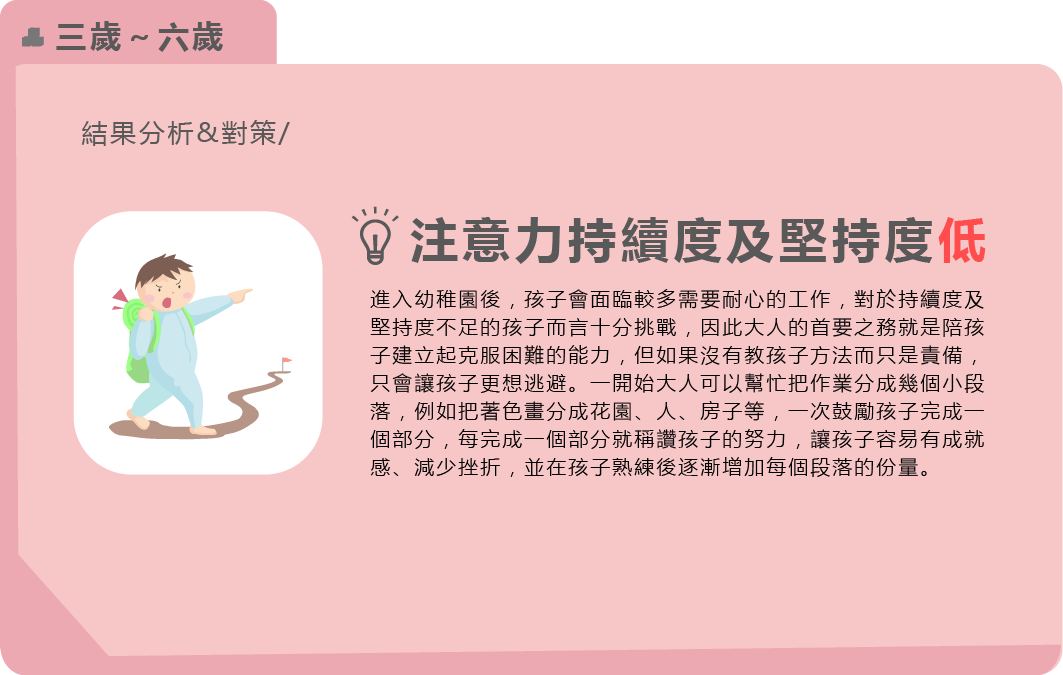 三歲~六歲
結果分析&對策/
注意力持續度及堅持度低
進入幼稚園後，孩子會面臨較多需要耐心的工作，對於持續度及
堅持度不足的孩子而言十分挑戰，因此大人的首要之務就是陪孩
子建立起克服困難的能力，但如果沒有教孩子方法而只是責備，
只會讓孩子更想逃避。一開始大人可以幫忙把作業分成幾個小段
落，例如把著色畫分成花園、人、房子等，一次鼓勵孩子完成一
個部分，每完成一個部分就稱讚孩子的努力，讓孩子容易有成就
感、減少挫折，並在孩子熟練後逐漸增加每個段落的份量。